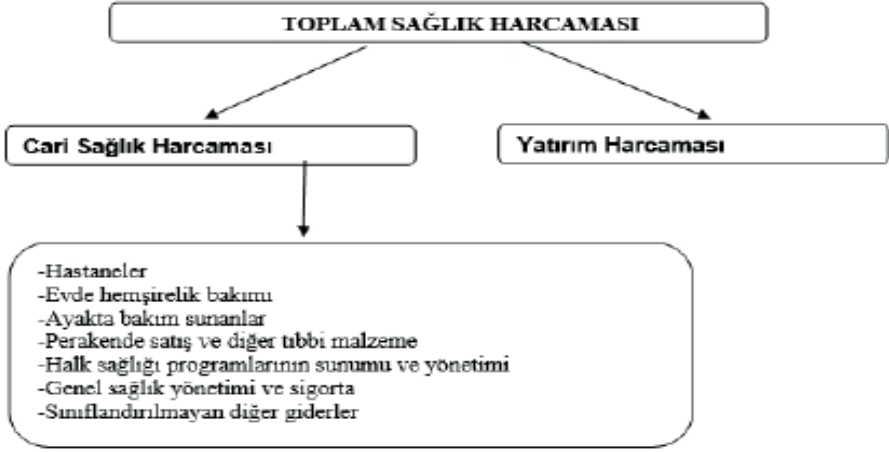 TOPLAM SAĞLIK HARCAMASI
Cari Sağlık Harcaması
Yatırım Harcaması
-Hastaneler
-Evde hemşirelik bakımı
-Ayakta bakım sunanlar
-Perakende satış ve diğer tıbbi malzeme
-Halk sağlığı programlarının sunumu ve yönetimi
-Genel sağlık yönetimi ve sigorta
-Sınıflandırılmayan diğer giderler